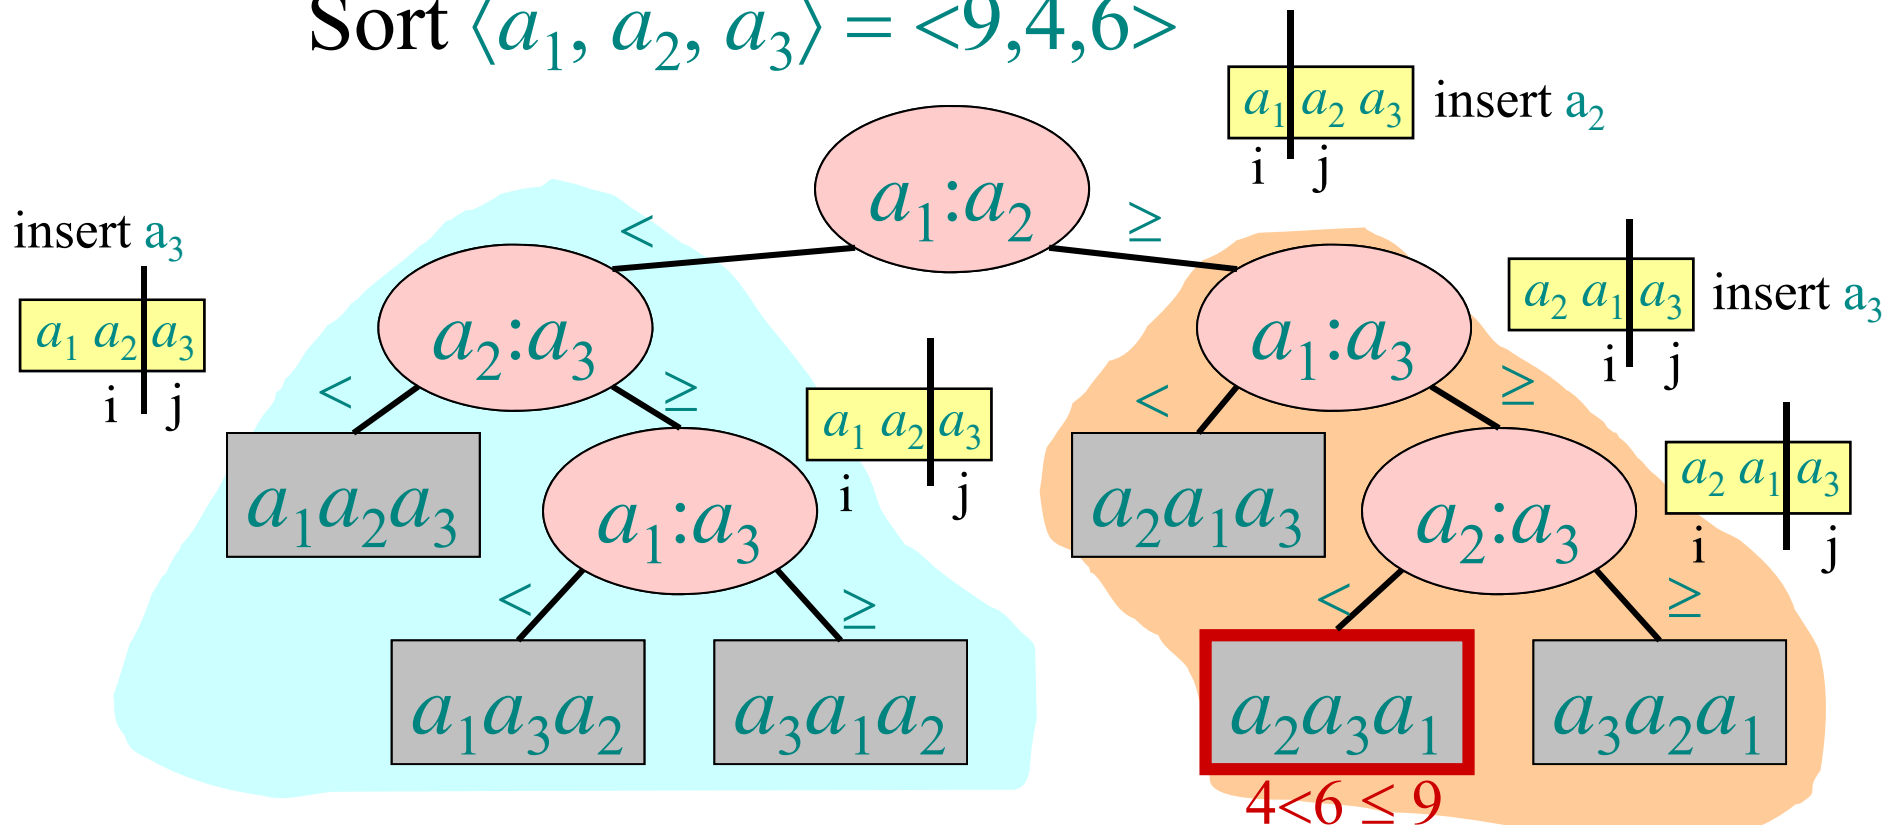 Sort ⟨a₁, a₂, a₃⟩ = <9,4,6>
a₁ a₂ a₃ insert a₂
i j
a₁:a₂
< ≥
insert a₃
a₁ a₂ a₃
i j
a₂:a₃
< ≥
a₁ a₂ a₃
i j
a₁:a₃
< ≥
a₂ a₁ a₃ insert a₃
i j
a₂ a₁ a₃
i j
a₁a₂a₃
a₁:a₃
< ≥
a₂a₁a₃
a₂:a₃
< ≥
a₁a₃a₂
a₃a₁a₂
a₂a₃a₁
a₃a₂a₁
4<6 ≤ 9